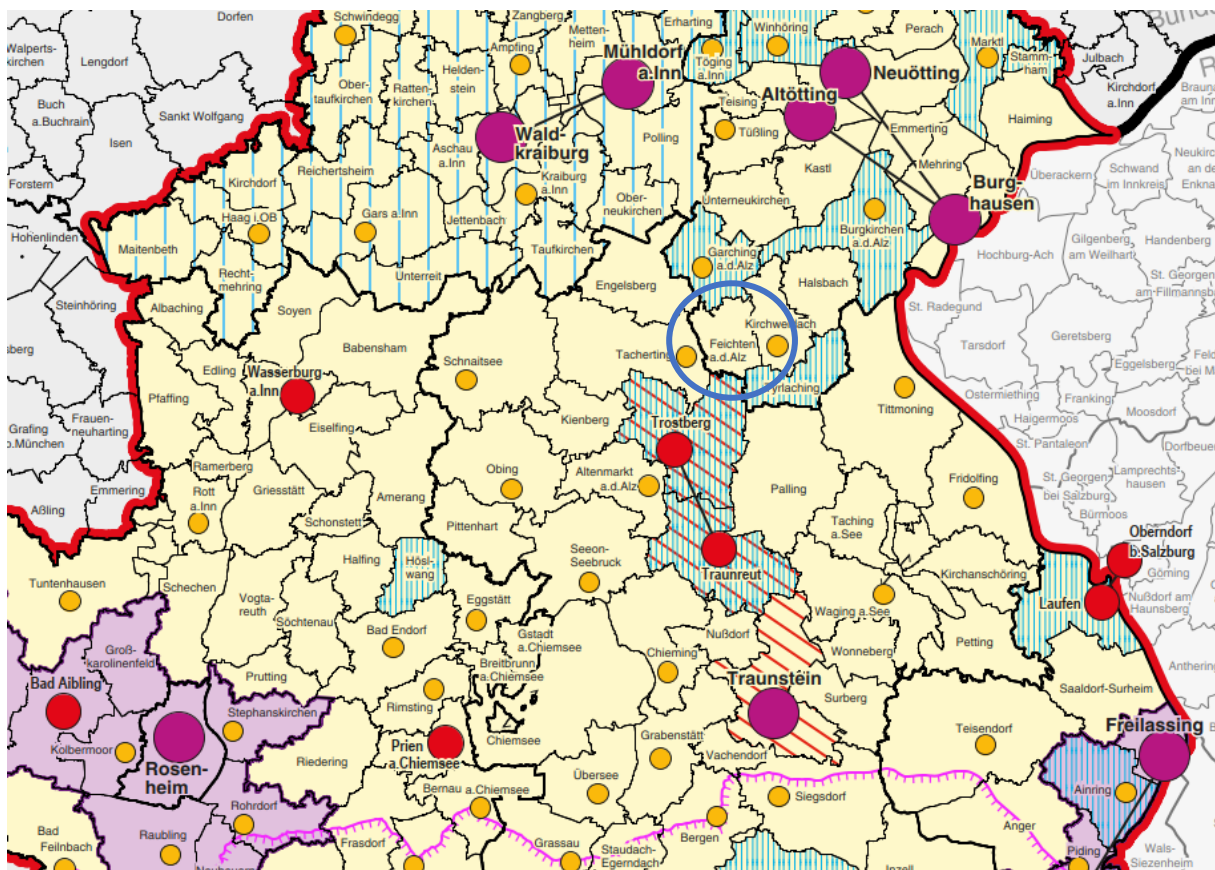 Dorfen
Schwindegg
Zangberg
Metten-
heim
Erharting
Winhöring
Perach
Marktl
Stamm-
ham
Julbach
Walperts-
kirchen
Lengdorf
Ampfing
Mühldorf
a.Inn
Töging
a.Inn
Neuötting
Kirchdorf
a.Inn
Ober-
taufkirchen
Ratten-
kirchen
Helden-
stein
Altötting
Teising
Buch
a.Buchrain
Sankt Wolfgang
Isen
Wald-
kraiburg
Polling
Tüßling
Emmerting
Haiming
Aschau
a.Inn
Kastl
Mehring
Forstern
Kirchdorf
Reichertsheim
Kraiburg
a.Inn
Ober-
neukirchen
Unterneukirchen
Burg-
hausen
Überackern
Schwand
im Innkreis
Haag i.OB
Gars a.Inn
Jettenbach
Burgkirchen
a.d.Alz
Hohenlinden
Maitenbeth
Taufkirchen
Garching
a.d.Alz
Hochburg-Ach
Gilgenberg
am Weilhart
Handenberg
Recht-
mehring
Unterreit
Engelsberg
Halsbach
St. Georgen
am Fillmannsba
Steinhöring
Albaching
Soyen
St. Radegund
Kirchweidach
Babensham
Feichten
a.d.Alz
Tarsdorf
Geretsberg
Schnaitsee
Tacherting
Edling
Wasserburg
a.Inn
Tyrlaching
Eggelsberg
Pfaffing
Tittmoning
Ostermiething
Franking
Grafing
b.München
Frauen-
neuharting
Eiselfing
Kienberg
Trostberg
Haigermoos
Moosdorf
St. Pantaleon
Ramerberg
Obing
Altenmarkt
a.d.Alz
Palling
Fridolfing
St. Georgen
bei Salzburg
Lamprechts-
hausen
Emmering
Rott
a.Inn
Griesstätt
Amerang
Bürmoos
Aßling
Schonstett
Pittenhart
Taching
a.See
Oberndorf
b.Salzburg
Halfing
Hösl-
wang
Seeon-
Seebruck
Traunreut
Kirchanschöring
Göming
Tuntenhausen
Schechen
Vogta-
reuth
Söchtenau
Eggstätt
Waging a.See
Laufen
Nußdorf am
Haunsberg
Bad Endorf
Gstadt
a.Chiemsee
Nußdorf
Petting
Groß-
karolinenfeld
Breitbrunn
a.Chiemsee
Chieming
Wonneberg
Bad Aibling
Prutting
Traunstein
Surberg
Saaldorf-Surheim
Anthering
Stephanskirchen
Rimsting
Freilassing
Chiemsee
Teisendorf
Kolbermoor
Rosen-
heim
Riedering
Prien
a.Chiemsee
Grabenstätt
Vachendorf
Übersee
Siegsdorf
Ainring
Rohrdorf
Bernau a.Chiemsee
Bad
Feilnbach
Raubling
Frasdorf
Grassau
Bergen
Anger
Staudach-
Egerndach
Piding
Wals-
Siezenheim
Inzell